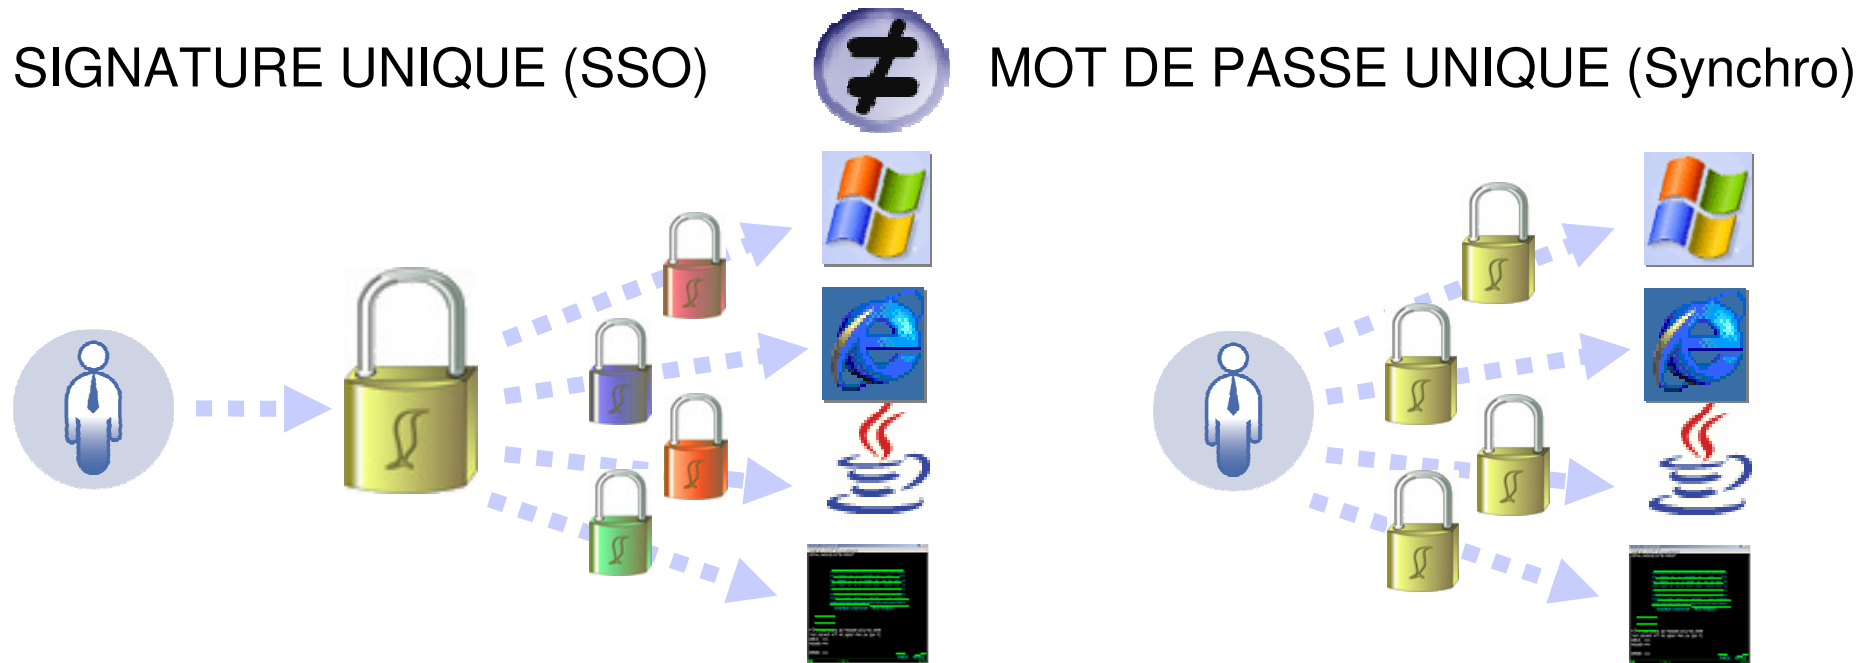 SIGNATURE UNIQUE (SSO)
≠
MOT DE PASSE UNIQUE (Synchro)